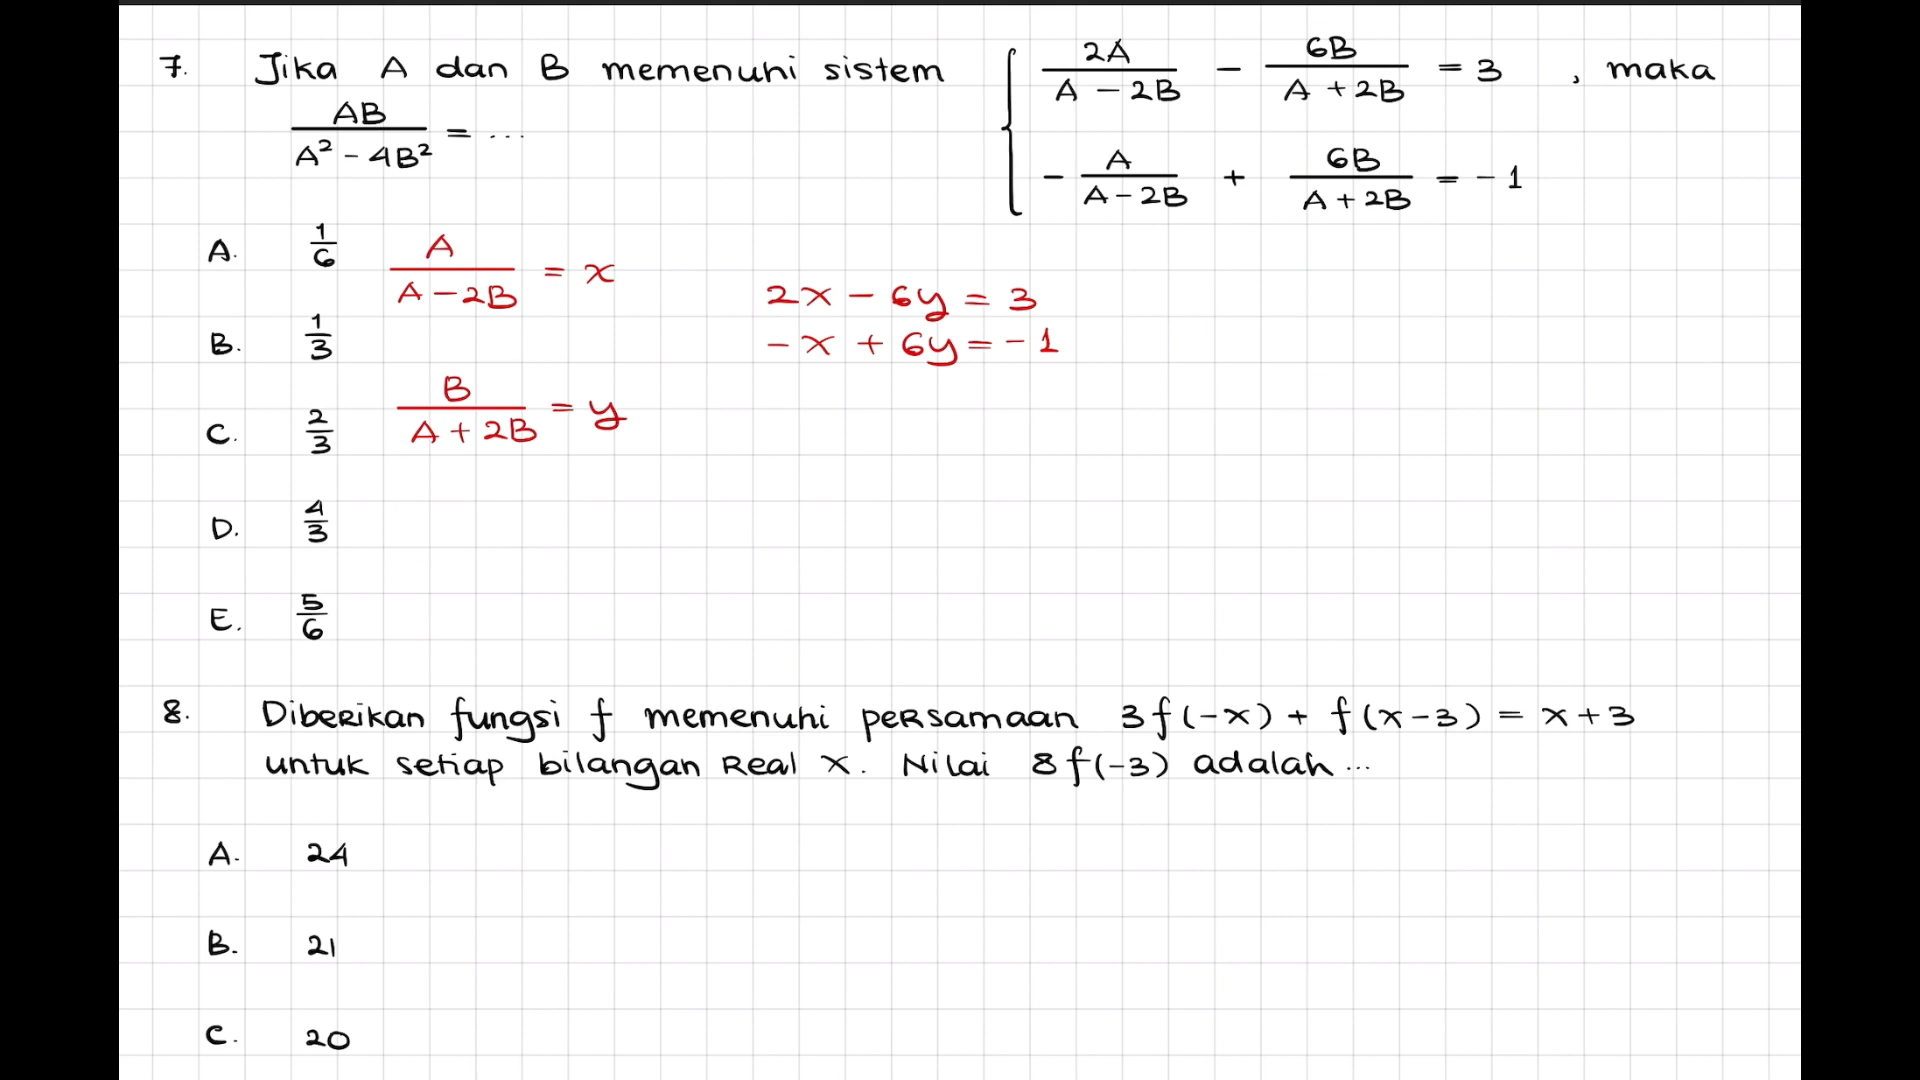 7. Jika A dan B memenuhi sistem { 2A/(A - 2B) - 6B/(A + 2B) = 3 , maka
- A/(A - 2B) + 6B/(A + 2B) = -1
AB/(A² - 4B²) = ...
A. 1/6
B. 1/3
C. 2/3
D. 4/3
E. 5/6
A/(A - 2B) = x
B/(A + 2B) = y
2x - 6y = 3
-x + 6y = -1
8. Diberikan fungsi f memenuhi persamaan 3f(-x) + f(x-3) = x+3
untuk setiap bilangan Real x. Nilai 8f(-3) adalah ...
A. 24
B. 21
C. 20